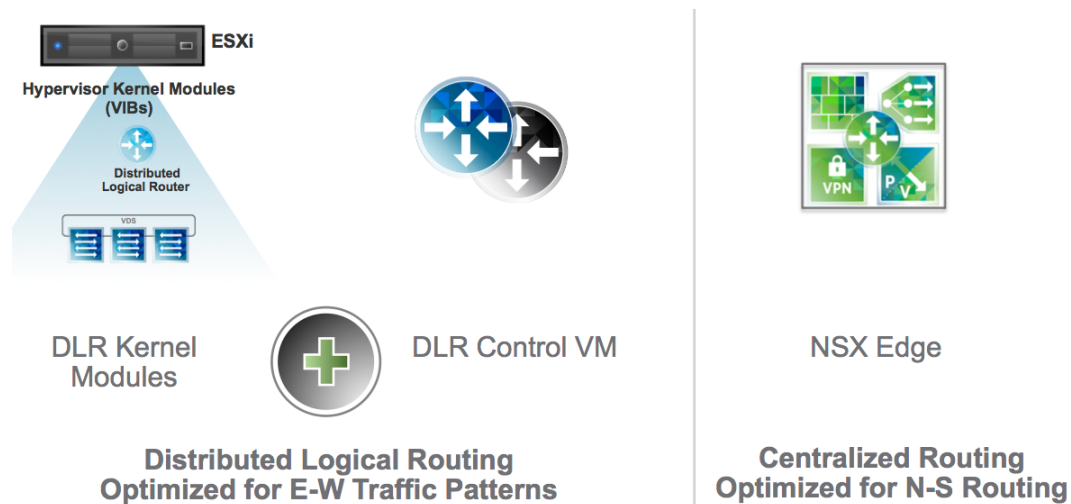 ESXi
Hypervisor Kernel Modules
(VIBs)
Distributed
Logical Router
VDS
DLR Kernel
Modules
DLR Control VM
Distributed Logical Routing
Optimized for E-W Traffic Patterns
VPN
P
V
NSX Edge
Centralized Routing
Optimized for N-S Routing